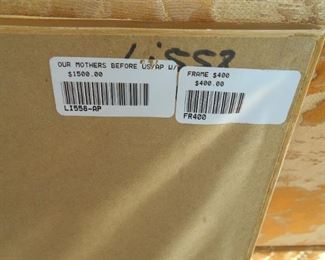 Li558
OUR MOTHERS BEFORE US/AP W/
$1500.00
LI558-AP
FRAME $400
$400.00
FR400